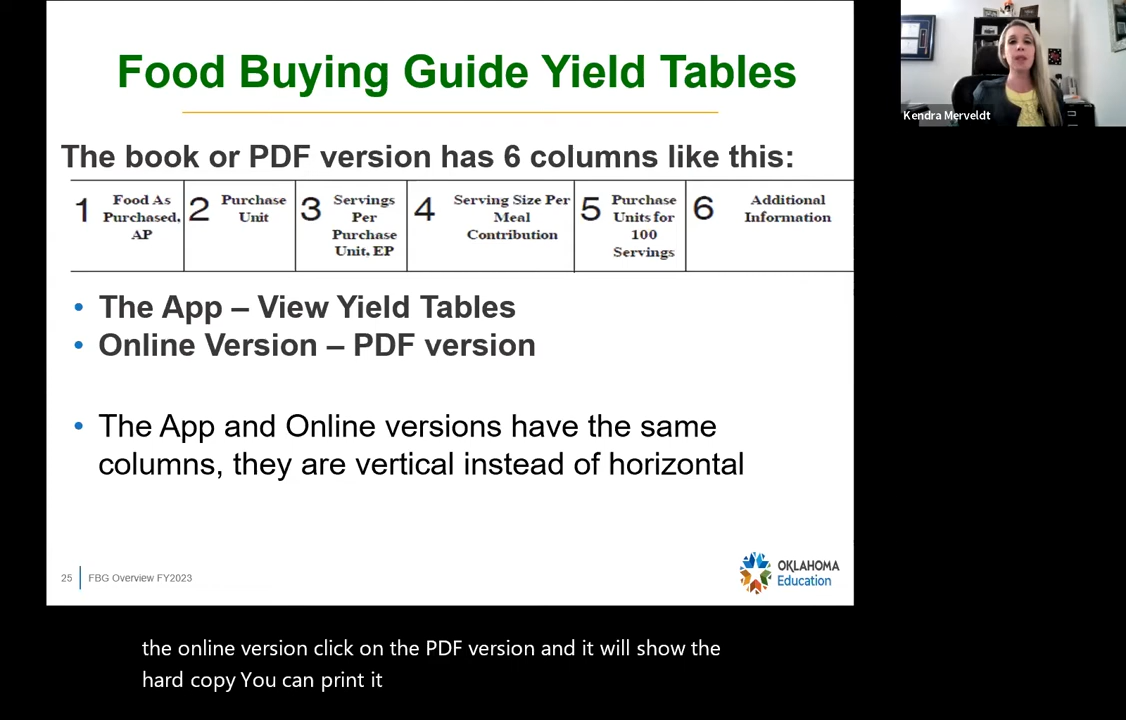 Food Buying Guide Yield Tables
Kendra Merveldt
The book or PDF version has 6 columns like this:
1 Food As Purchased, AP
2 Purchase Unit
3 Servings Per Purchase Unit, EP
4 Serving Size Per Meal Contribution
5 Purchase Units for 100 Servings
6 Additional Information
• The App – View Yield Tables
• Online Version – PDF version
• The App and Online versions have the same
columns, they are vertical instead of horizontal
25 FBG Overview FY2023
OKLAHOMA
Education
the online version click on the PDF version and it will show the
hard copy You can print it